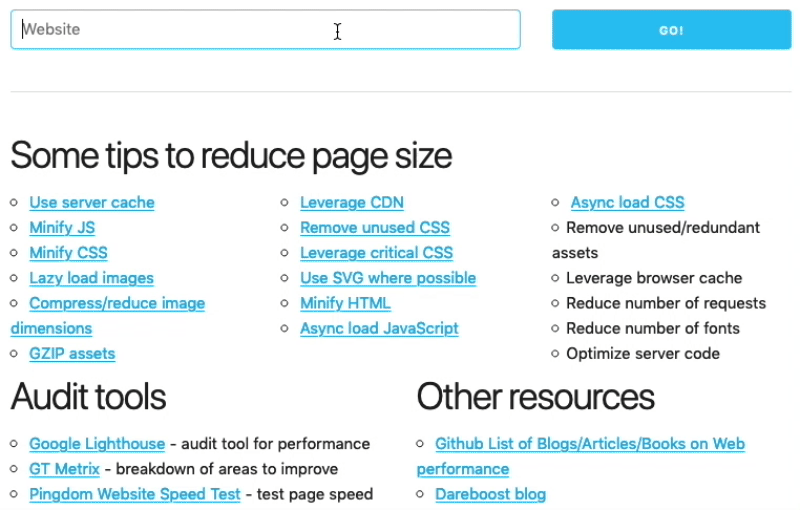 Website
GO!
Some tips to reduce page size
Use server cache
Minify JS
Minify CSS
Lazy load images
Compress/reduce image
dimensions
GZIP assets
Leverage CDN
Remove unused CSS
Leverage critical CSS
Use SVG where possible
Minify HTML
Async load JavaScript
Async load CSS
Remove unused/redundant
assets
Leverage browser cache
Reduce number of requests
Reduce number of fonts
Optimize server code
Audit tools
Google Lighthouse - audit tool for performance
GT Metrix - breakdown of areas to improve
Pingdom Website Speed Test - test page speed
Other resources
Github List of Blogs/Articles/Books on Web
performance
Dareboost blog